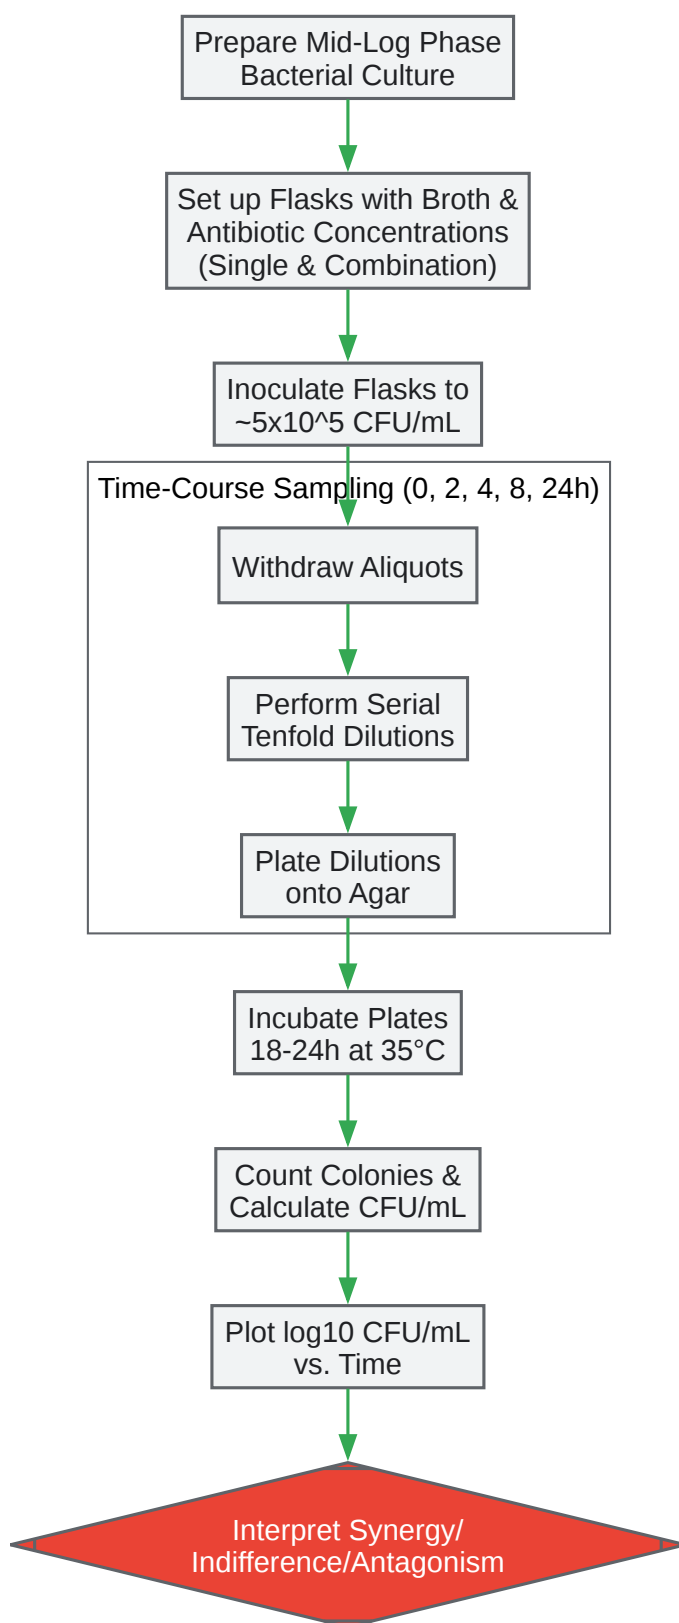 Prepare Mid-Log Phase
Bacterial Culture
Set up Flasks with Broth &
Antibiotic Concentrations
(Single & Combination)
Inoculate Flasks to
~5x10^5 CFU/mL
Time-Course Sampling (0, 2, 4, 8, 24h)
Withdraw Aliquots
Perform Serial
Tenfold Dilutions
Plate Dilutions
onto Agar
Incubate Plates
18-24h at 35°C
Count Colonies &
Calculate CFU/mL
Plot log10 CFU/mL
vs. Time
Interpret Synergy/
Indifference/Antagonism